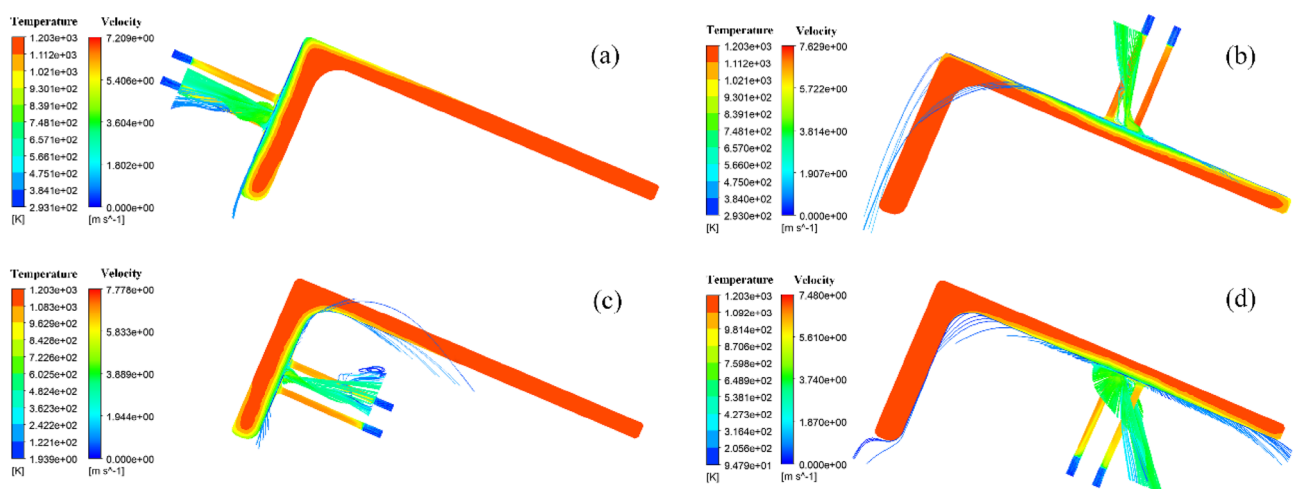 Temperature Velocity
1.203e+03 7.209e+00
1.112e+03
1.021e+03 5.406e+00
9.301e+02
8.391e+02
7.481e+02 3.604e+00
6.571e+02
5.661e+02 1.802e+00
4.751e+02
3.841e+02
2.931e+02 0.000e+00
[K] [m s^-1]
(a)
Temperature Velocity
1.203e+03 7.629e+00
1.112e+03
1.021e+03 5.722e+00
9.301e+02
8.391e+02
7.481e+02 3.814e+00
6.570e+02
5.660e+02 1.907e+00
4.750e+02
3.840e+02
2.930e+02 0.000e+00
[K] [m s^-1]
(b)
Temperature Velocity
1.203e+03 7.778e+00
1.083e+03
9.629e+02 5.833e+00
8.428e+02
7.226e+02
6.025e+02 3.889e+00
4.824e+02
3.623e+02 1.944e+00
2.422e+02
1.221e+02
1.939e+00 0.000e+00
[K] [m s^-1]
(c)
Temperature Velocity
1.203e+03 7.480e+00
1.092e+03
9.814e+02 5.610e+00
8.706e+02
7.598e+02
6.489e+02 3.740e+00
5.381e+02
4.273e+02 1.870e+00
3.164e+02
2.056e+02
9.479e+01 0.000e+00
[K] [m s^-1]
(d)